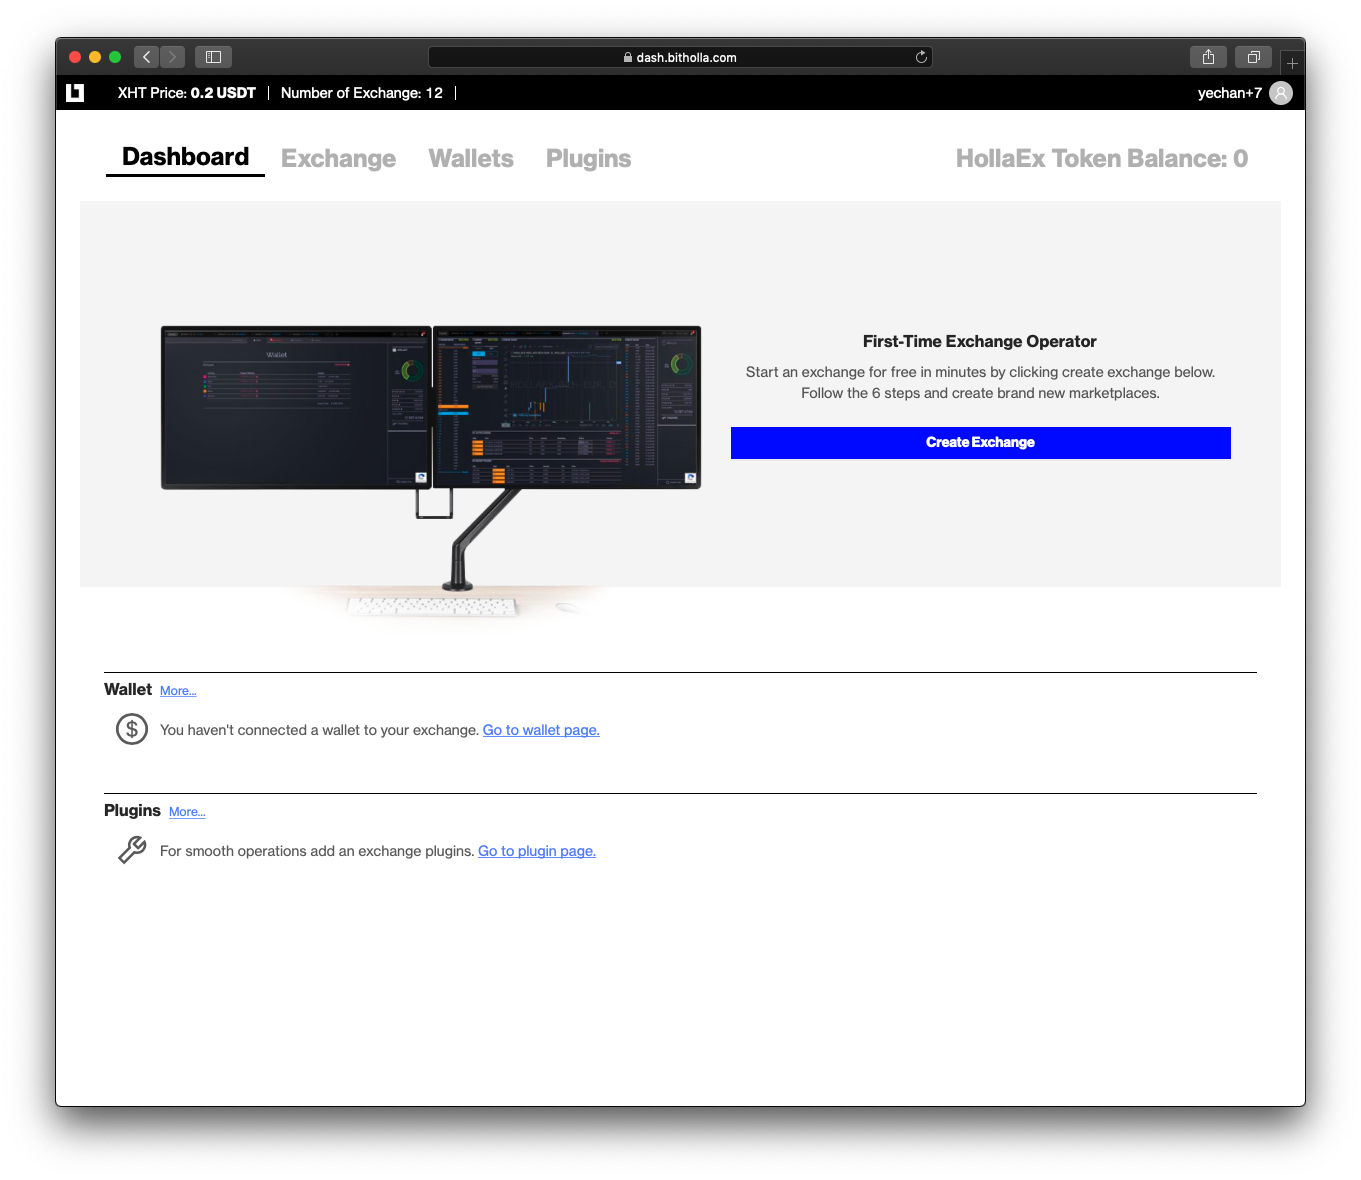 dash.bitholla.com
XHT Price: 0.2 USDT | Number of Exchange: 12 |
yechan+7
Dashboard
Exchange
Wallets
Plugins
HollaEx Token Balance: 0
Wallet
First-Time Exchange Operator
Start an exchange for free in minutes by clicking create exchange below.
Follow the 6 steps and create brand new marketplaces.
Create Exchange
Wallet More...
You haven't connected a wallet to your exchange. Go to wallet page.
Plugins More...
For smooth operations add an exchange plugins. Go to plugin page.